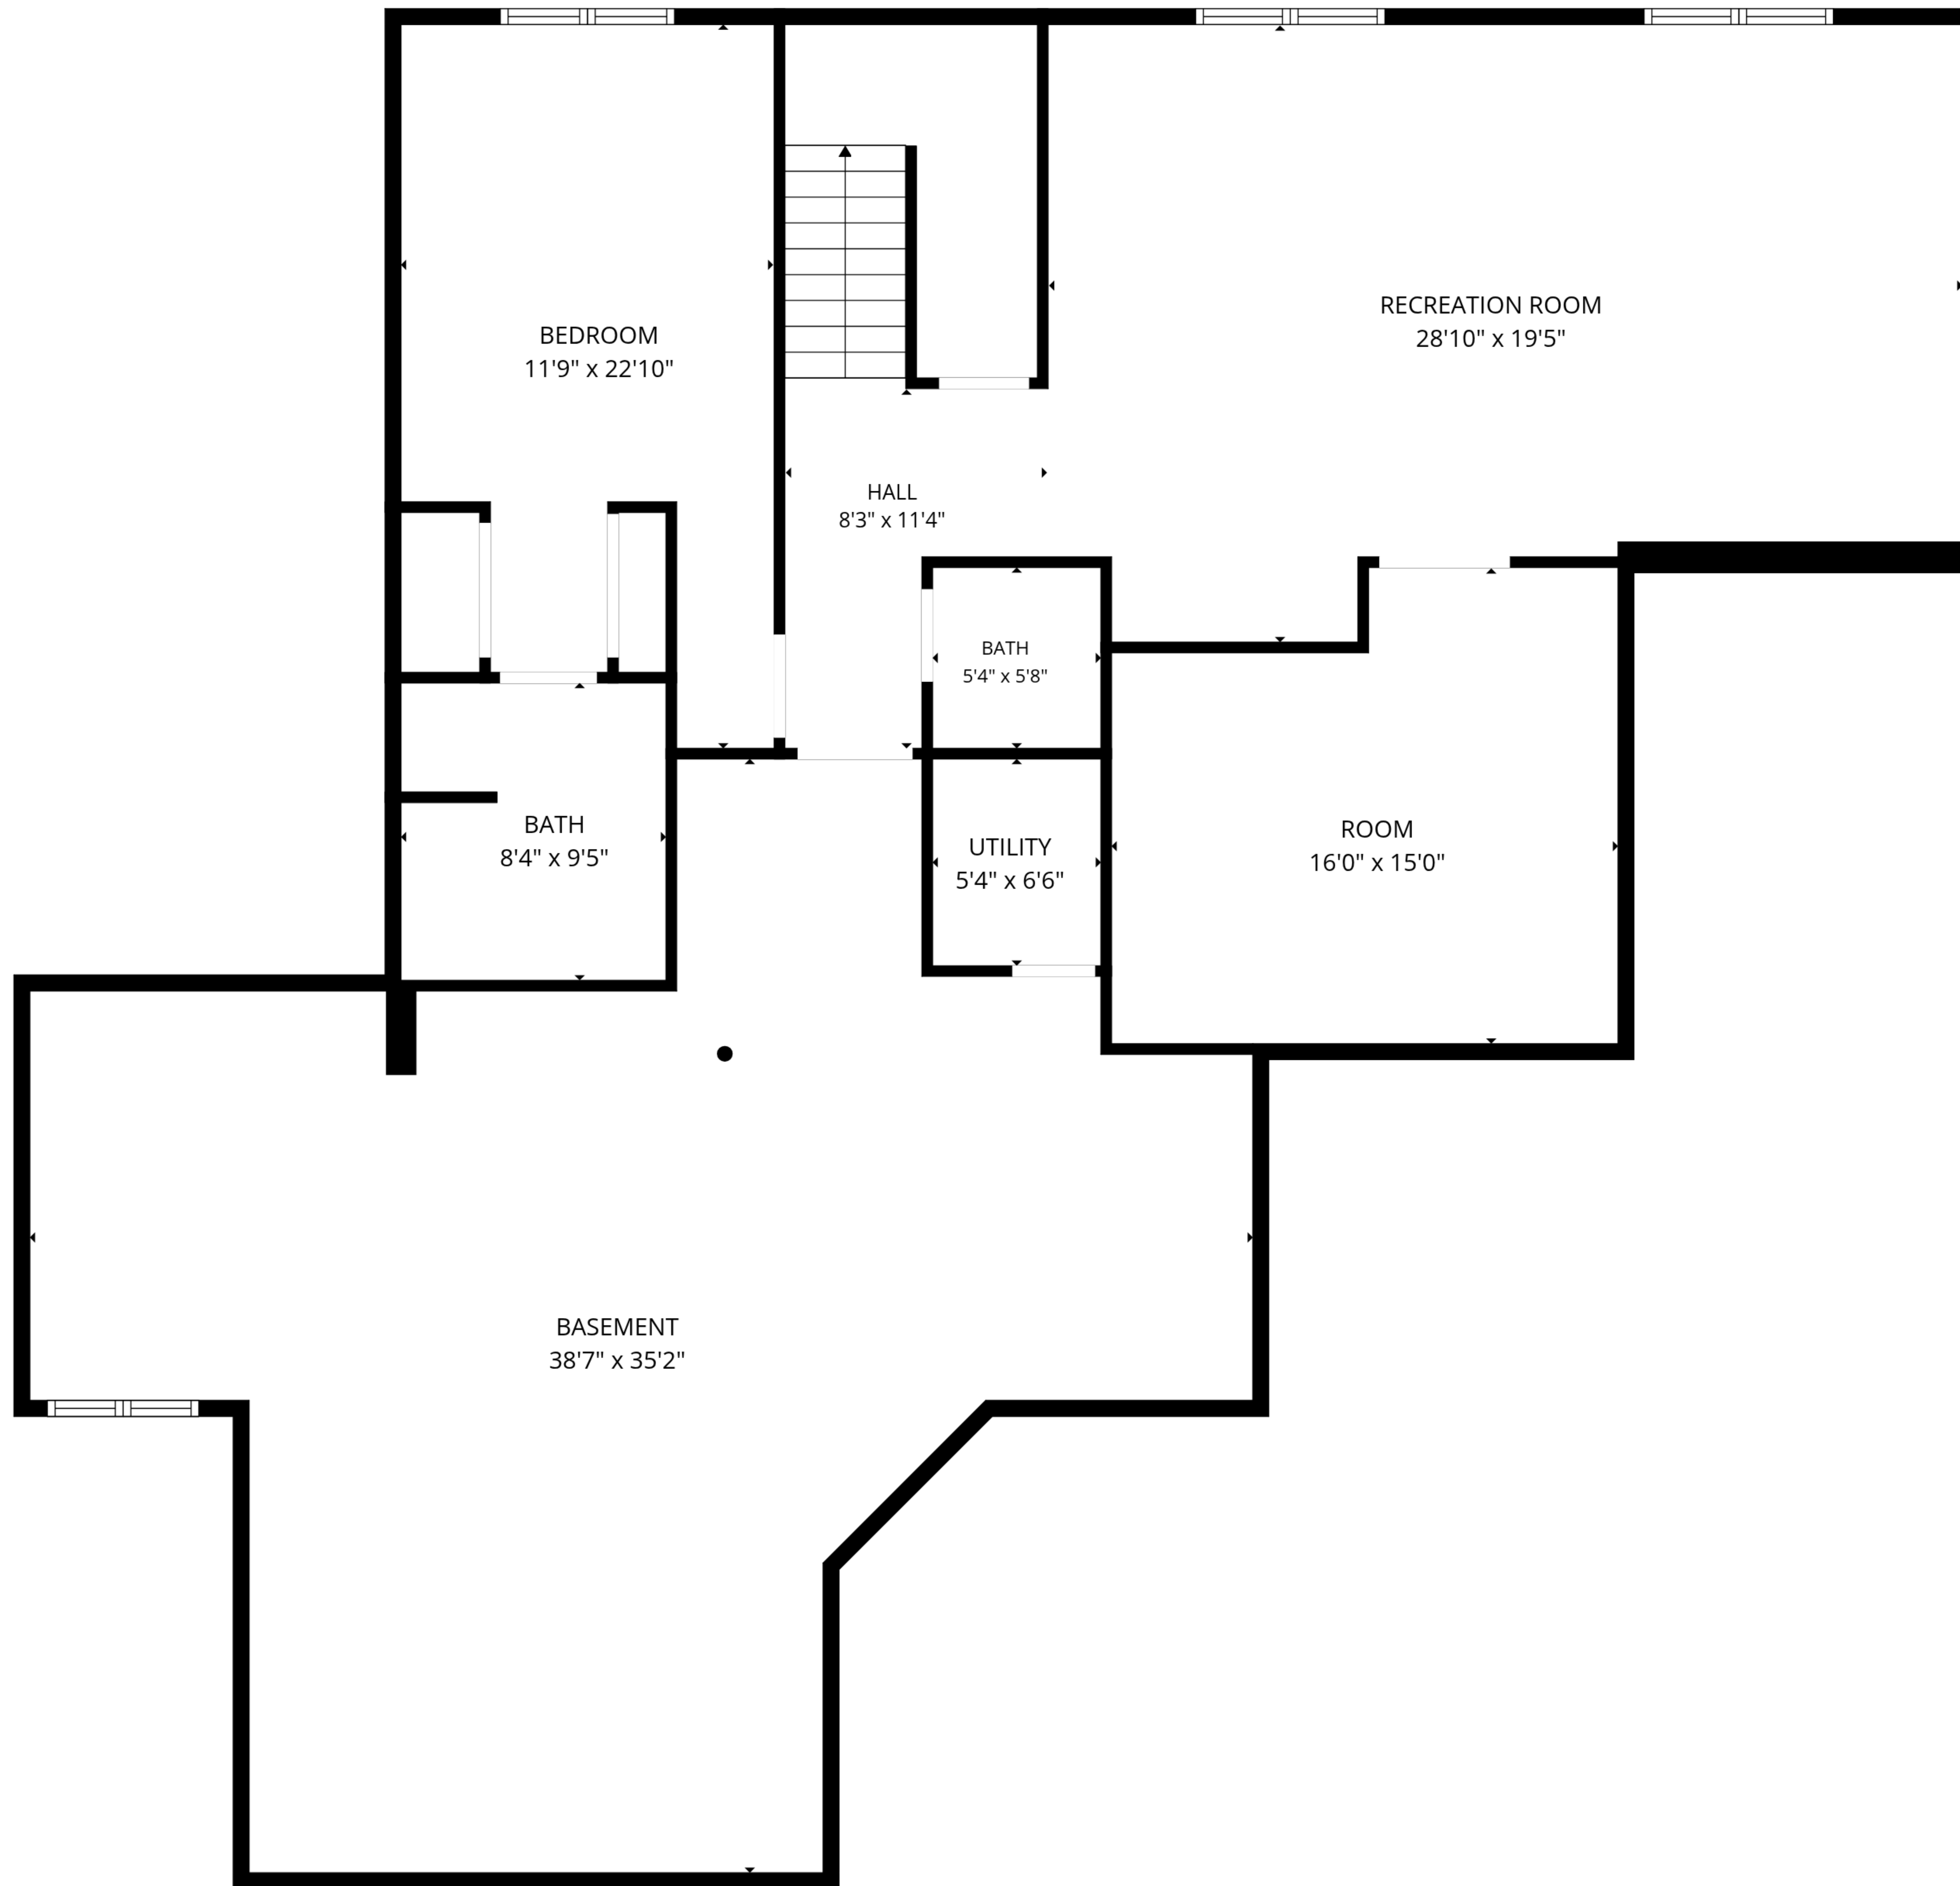 RECREATION ROOM
28'10" x 19'5"
BEDROOM
11'9" x 22'10"
HALL
8'3" x 11'4"
BATH
5'4" x 5'8"
BATH
8'4" x 9'5"
UTILITY
5'4" x 6'6"
ROOM
16'0" x 15'0"
BASEMENT
38'7" x 35'2"